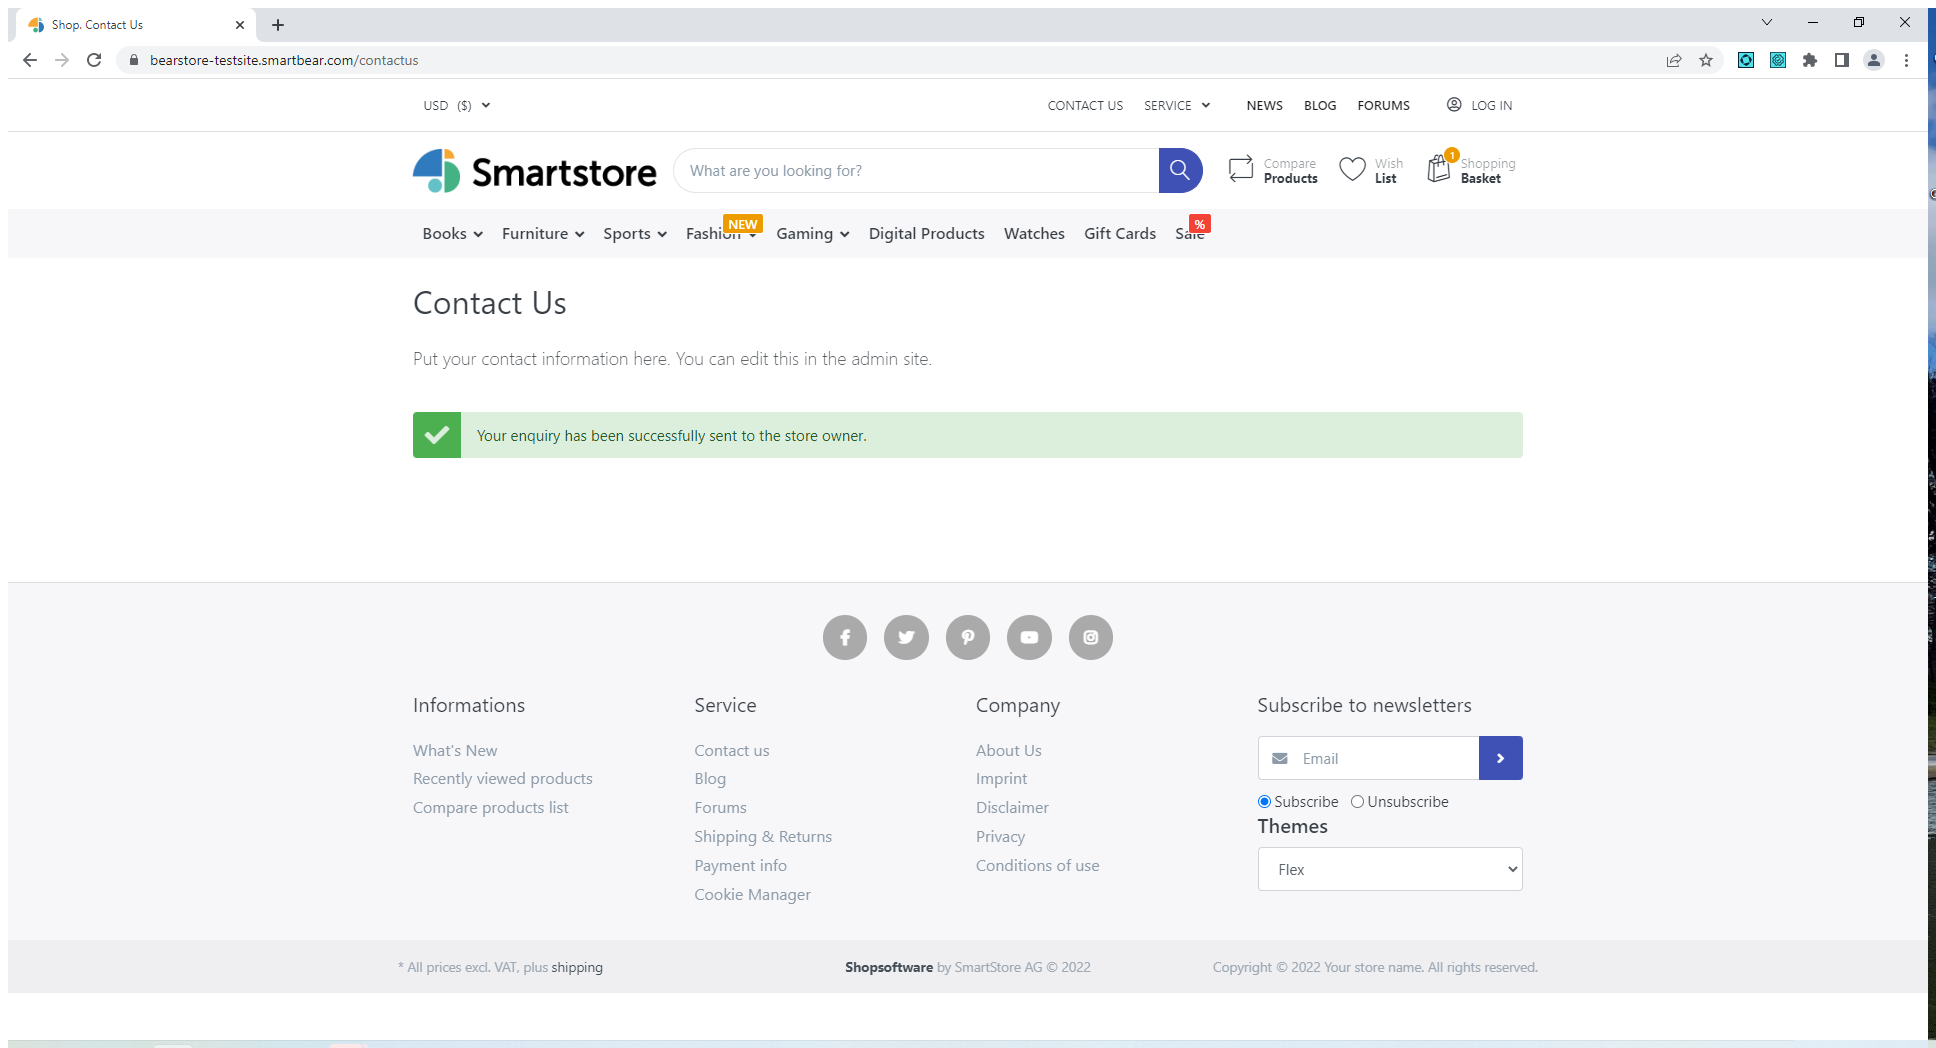 Shop. Contact Us
bearstore-testsite.smartbear.com/contactus
USD ($)
CONTACT US SERVICE NEWS BLOG FORUMS LOG IN
Smartstore
What are you looking for?
Compare
Products
Wish
List
1
Shopping
Basket
Books Furniture Sports Fashion NEW Gaming Digital Products Watches Gift Cards Sale %
Contact Us
Put your contact information here. You can edit this in the admin site.
Your enquiry has been successfully sent to the store owner.
Informations
What's New
Recently viewed products
Compare products list
Service
Contact us
Blog
Forums
Shipping & Returns
Payment info
Cookie Manager
Company
About Us
Imprint
Disclaimer
Privacy
Conditions of use
Subscribe to newsletters
Email
Subscribe Unsubscribe
Themes
Flex
* All prices excl. VAT, plus shipping
Shopsoftware by SmartStore AG © 2022
Copyright © 2022 Your store name. All rights reserved.